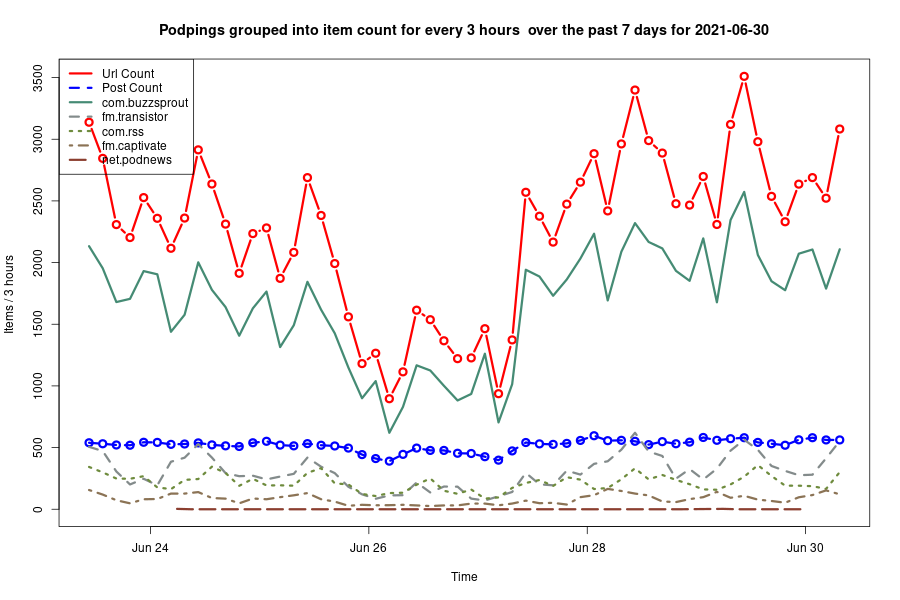 Podpings grouped into item count for every 3 hours  over the past 7 days for 2021-06-30
Url Count
Post Count
com.buzzsprout
fm.transistor
com.rss
fm.captivate
net.podnews
Items / 3 hours
3500
3000
2500
2000
1500
1000
500
0
Jun 24
Jun 26
Jun 28
Jun 30
Time